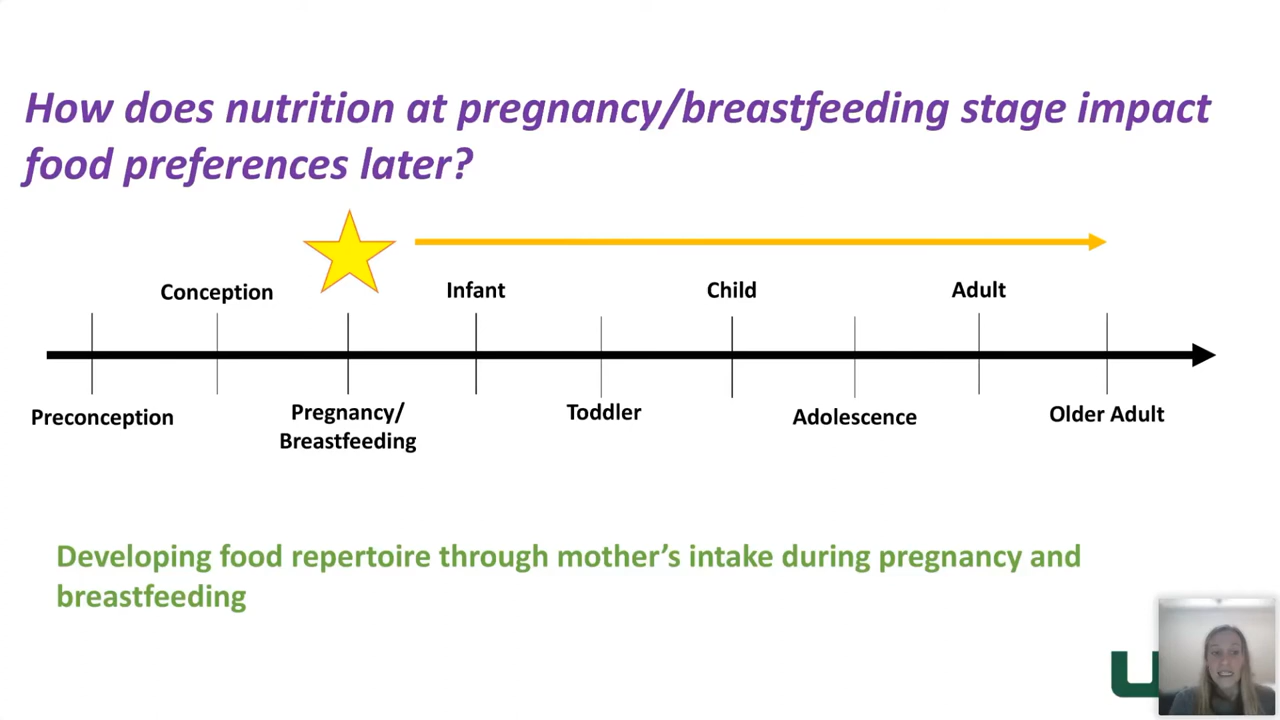 How does nutrition at pregnancy/breastfeeding stage impact
food preferences later?
Conception
Infant
Child
Adult
Preconception
Pregnancy/
Breastfeeding
Toddler
Adolescence
Older Adult
Developing food repertoire through mother's intake during pregnancy and
breastfeeding